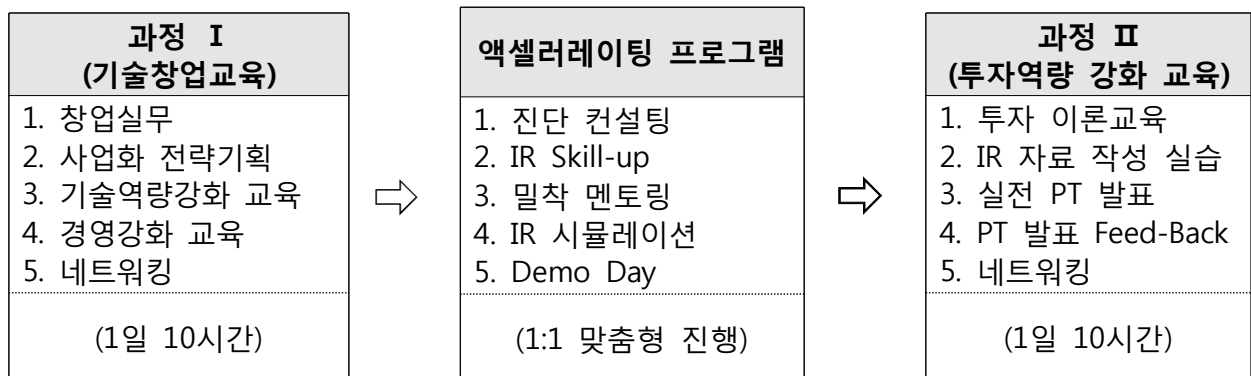 과정 Ⅰ
(기술창업교육)
1. 창업실무
2. 사업화 전략기획
3. 기술역량강화 교육
4. 경영강화 교육
5. 네트워킹
(1일 10시간)
⇨
액셀러레이팅 프로그램
1. 진단 컨설팅
2. IR Skill-up
3. 밀착 멘토링
4. IR 시뮬레이션
5. Demo Day
(1:1 맞춤형 진행)
⇨
과정 Ⅱ
(투자역량 강화 교육)
1. 투자 이론교육
2. IR 자료 작성 실습
3. 실전 PT 발표
4. PT 발표 Feed-Back
5. 네트워킹
(1일 10시간)